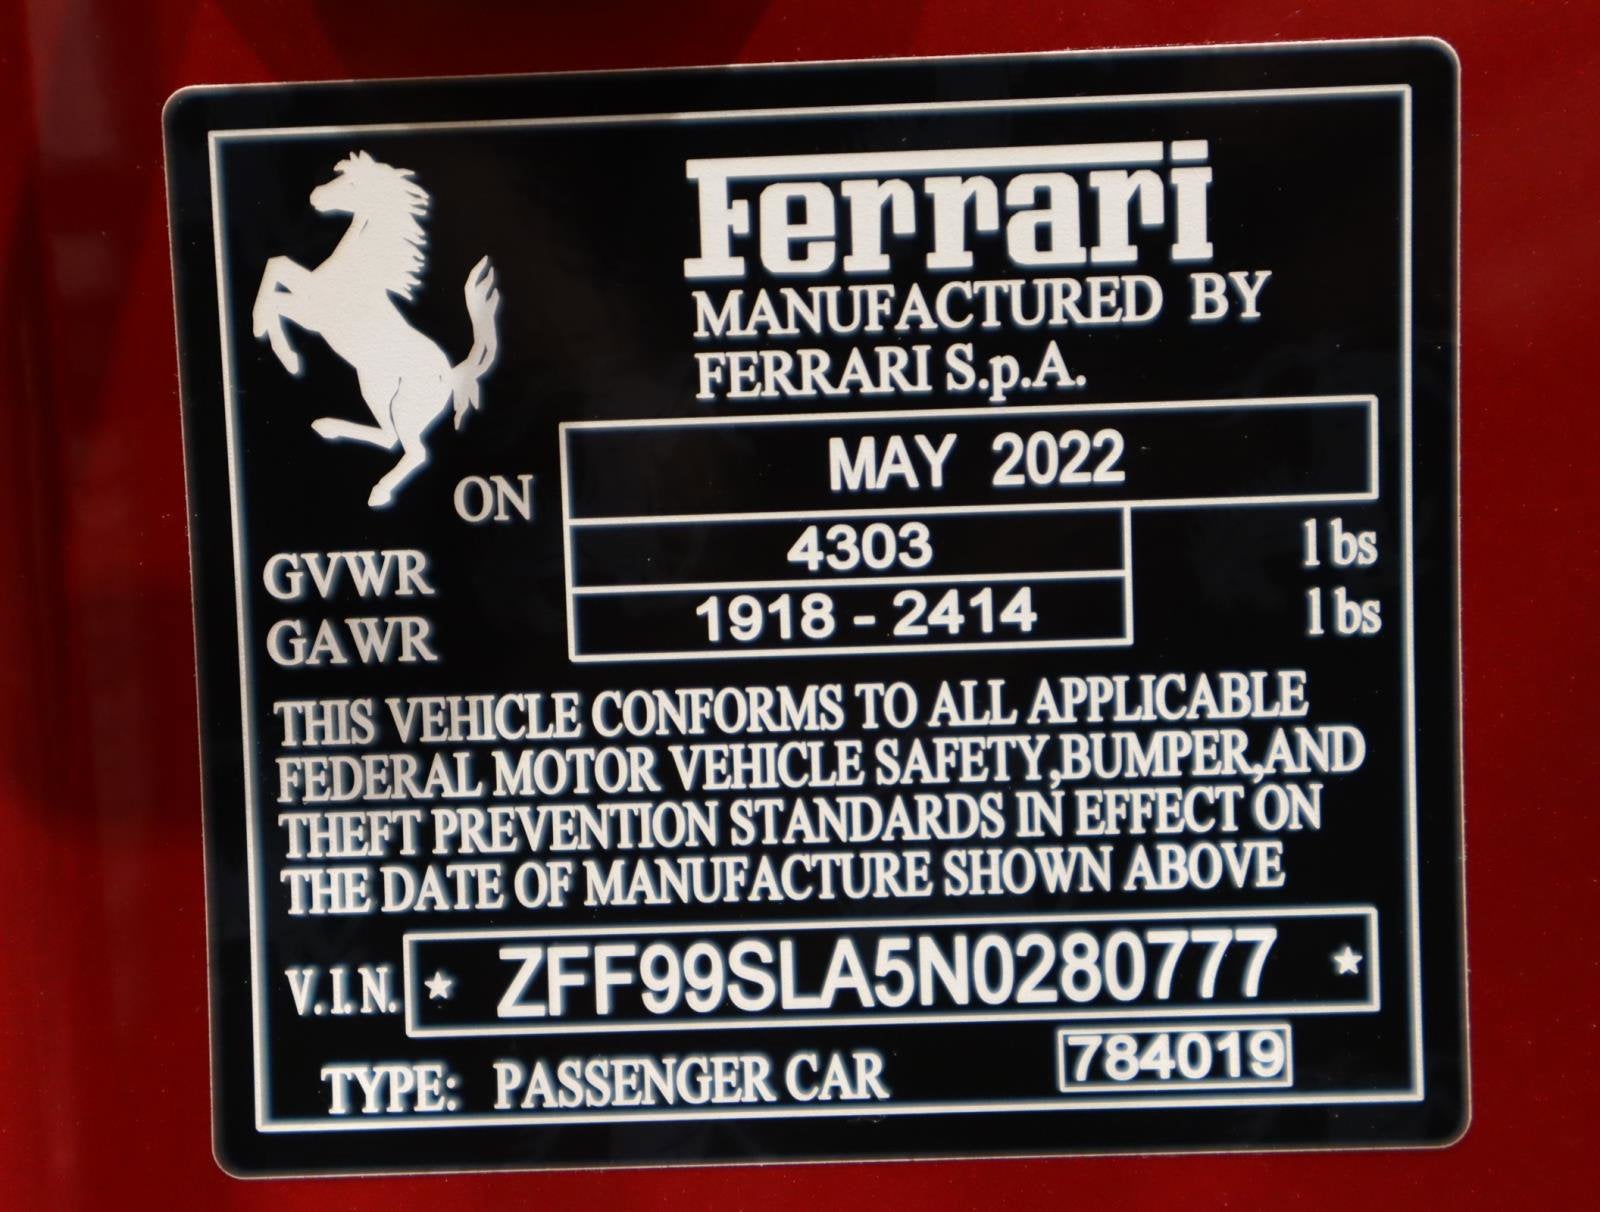 Ferrari
MANUFACTURED BY
FERRARI S.p.A.
ON MAY 2022
GVWR 4303 lbs
GAWR 1918 - 2414 lbs
THIS VEHICLE CONFORMS TO ALL APPLICABLE
FEDERAL MOTOR VEHICLE SAFETY,BUMPER,AND
THEFT PREVENTION STANDARDS IN EFFECT ON
THE DATE OF MANUFACTURE SHOWN ABOVE
V.I.N. ★ ZFF99SLA5N0280777 ★
TYPE: PASSENGER CAR 784019